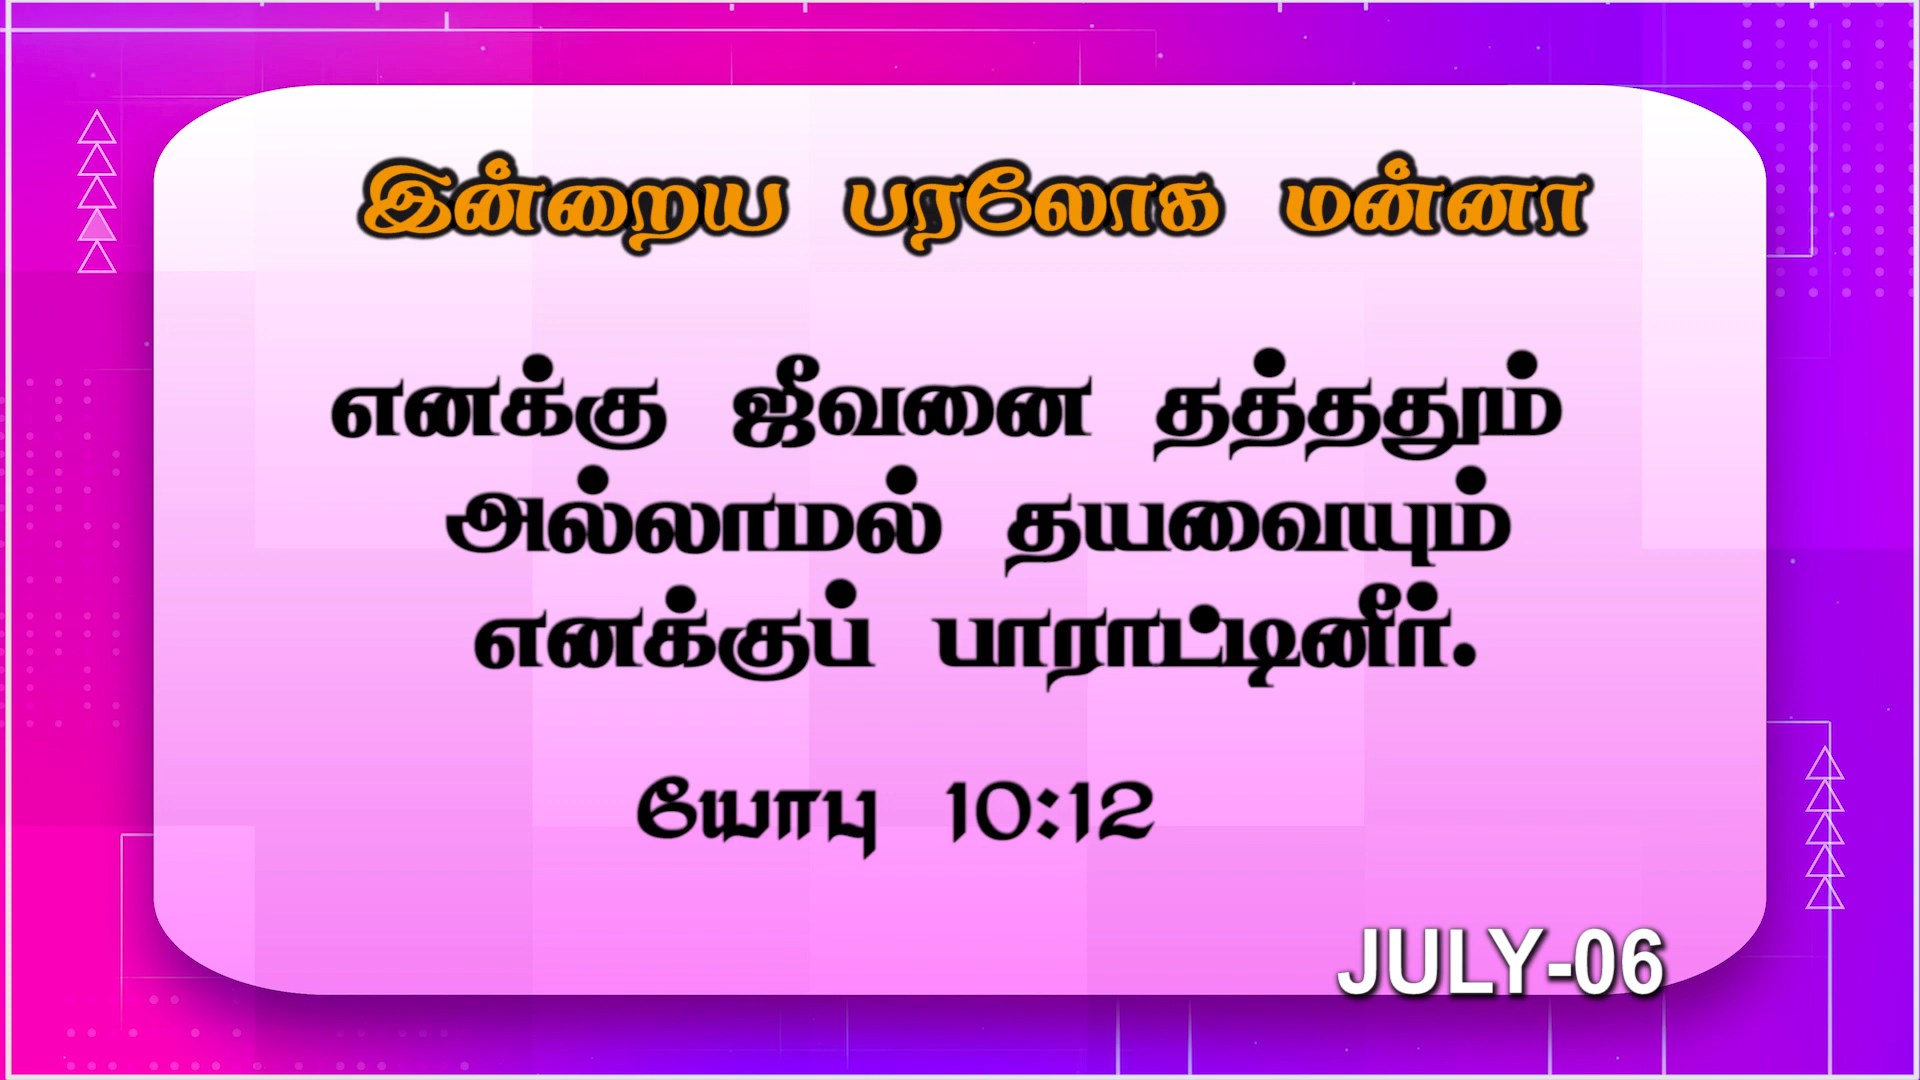 இன்றைய பரலோக மன்னா
எனக்கு ஜீவனை தத்ததும்
அல்லாமல் தயவையும்
எனக்குப் பாராட்டினீர்.
யோபு 10:12
JULY-06